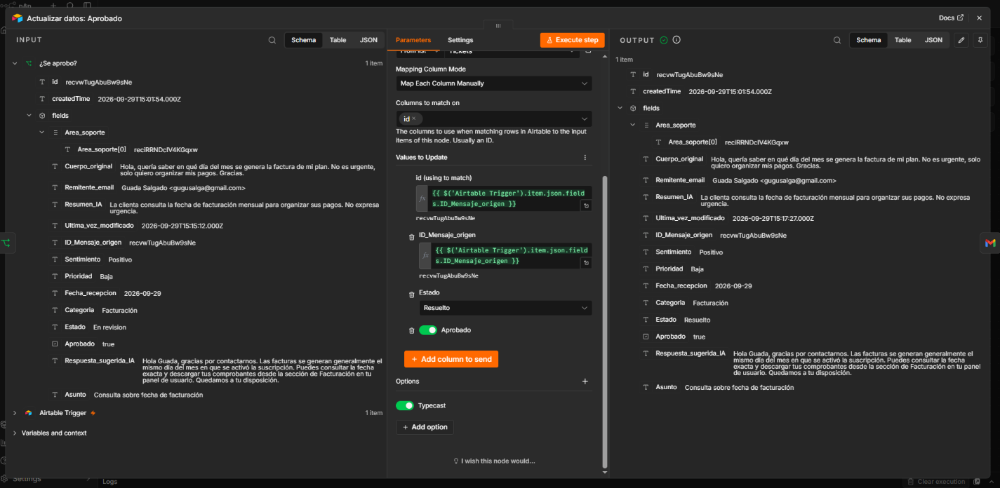 n8n
Actualizar datos: Aprobado
Docs
INPUT
Schema
Table
JSON
¿Se aprobo?
1 item
id
recvwTugAbuBw9sNe
createdTime
2026-09-29T15:01:54.000Z
fields
Area_soporte
Area_soporte[0]
reciRRNDcIV4KGqxw
Cuerpo_original
Hola, quería saber en qué día del mes se genera la factura de mi plan. No es urgente,
solo quiero organizar mis pagos. Gracias.
Remitente_email
Guada Salgado <gugusalga@gmail.com>
Resumen_IA
La clienta consulta la fecha de facturación mensual para organizar sus pagos. No expresa
urgencia.
Ultima_vez_modificado
2026-09-29T15:15:12.000Z
ID_Mensaje_origen
recvwTugAbuBw9sNe
Sentimiento
Positivo
Prioridad
Baja
Fecha_recepcion
2026-09-29
Categoria
Facturación
Estado
En revision
Aprobado
true
Respuesta_sugerida_IA
Hola Guada, gracias por contactarnos. Las facturas se generan generalmente el
mismo día del mes en que se activó la suscripción. Puedes consultar la fecha
exacta y descargar tus comprobantes desde la sección de Facturación en tu
panel de usuario. Quedamos a tu disposición.
Asunto
Consulta sobre fecha de facturación
Airtable Trigger
1 item
Variables and context
Parameters
Settings
Execute step
From list
Tickets
Mapping Column Mode
Map Each Column Manually
Columns to match on
id
The columns to use when matching rows in Airtable to the input
items of this node. Usually an ID.
Values to Update
id (using to match)
fx
{{ $('Airtable Trigger').item.json.field
s.ID_Mensaje_origen }}
recvwTugAbuBw9sNe
ID_Mensaje_origen
fx
{{ $('Airtable Trigger').item.json.field
s.ID_Mensaje_origen }}
recvwTugAbuBw9sNe
Estado
Resuelto
Aprobado
+ Add column to send
Options
Typecast
+ Add option
I wish this node would...
OUTPUT
Schema
Table
JSON
1 item
id
recvwTugAbuBw9sNe
createdTime
2026-09-29T15:01:54.000Z
fields
Area_soporte
Area_soporte[0]
reciRRNDcIV4KGqxw
Cuerpo_original
Hola, quería saber en qué día del mes se genera la factura de mi plan. No es urgente, solo
quiero organizar mis pagos. Gracias.
Remitente_email
Guada Salgado <gugusalga@gmail.com>
Resumen_IA
La clienta consulta la fecha de facturación mensual para organizar sus pagos. No expresa
urgencia.
Ultima_vez_modificado
2026-09-29T15:17:27.000Z
ID_Mensaje_origen
recvwTugAbuBw9sNe
Sentimiento
Positivo
Prioridad
Baja
Fecha_recepcion
2026-09-29
Categoria
Facturación
Estado
Resuelto
Aprobado
true
Respuesta_sugerida_IA
Hola Guada, gracias por contactarnos. Las facturas se generan generalmente el
mismo día del mes en que se activó la suscripción. Puedes consultar la fecha
exacta y descargar tus comprobantes desde la sección de Facturación en tu panel
de usuario. Quedamos a tu disposición.
Asunto
Consulta sobre fecha de facturación
Settings
Logs
Clear execution